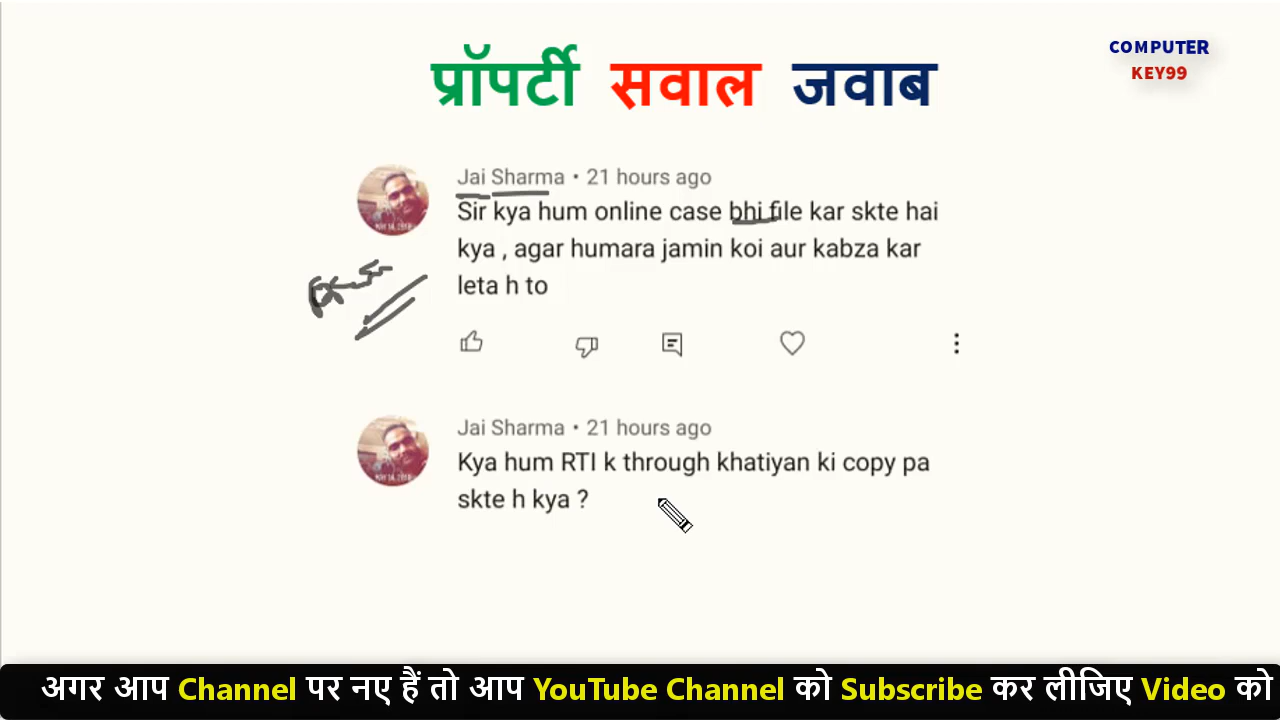 प्रॉपर्टी सवाल जवाब
COMPUTER
KEY99
Jai Sharma • 21 hours ago
Sir kya hum online case bhi file kar skte hai
kya , agar humara jamin koi aur kabza kar
leta h to
Jai Sharma • 21 hours ago
Kya hum RTI k through khatiyan ki copy pa
skte h kya ?
अगर आप Channel पर नए हैं तो आप YouTube Channel को Subscribe कर लीजिए Video को